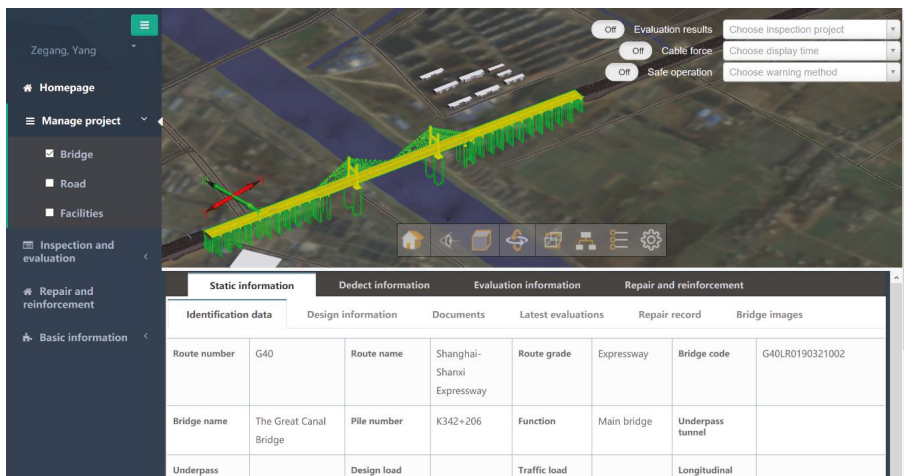 Zegang, Yang
Homepage
Manage project
Bridge
Road
Facilities
Inspection and
evaluation
Repair and
reinforcement
Basic information
Off Evaluation results Choose inspection project
Off Cable force Choose display time
Off Safe operation Choose warning method
Static information Dedect information Evaluation information Repair and reinforcement
Identification data Design information Documents Latest evaluations Repair record Bridge images
Route number G40 Route name Shanghai- Route grade Expressway Bridge code G40LR0190321002
Shanxi
Expressway
Bridge name The Great Canal Pile number K342+206 Function Main bridge Underpass
Bridge tunnel
Underpass Design load Traffic load Longitudinal